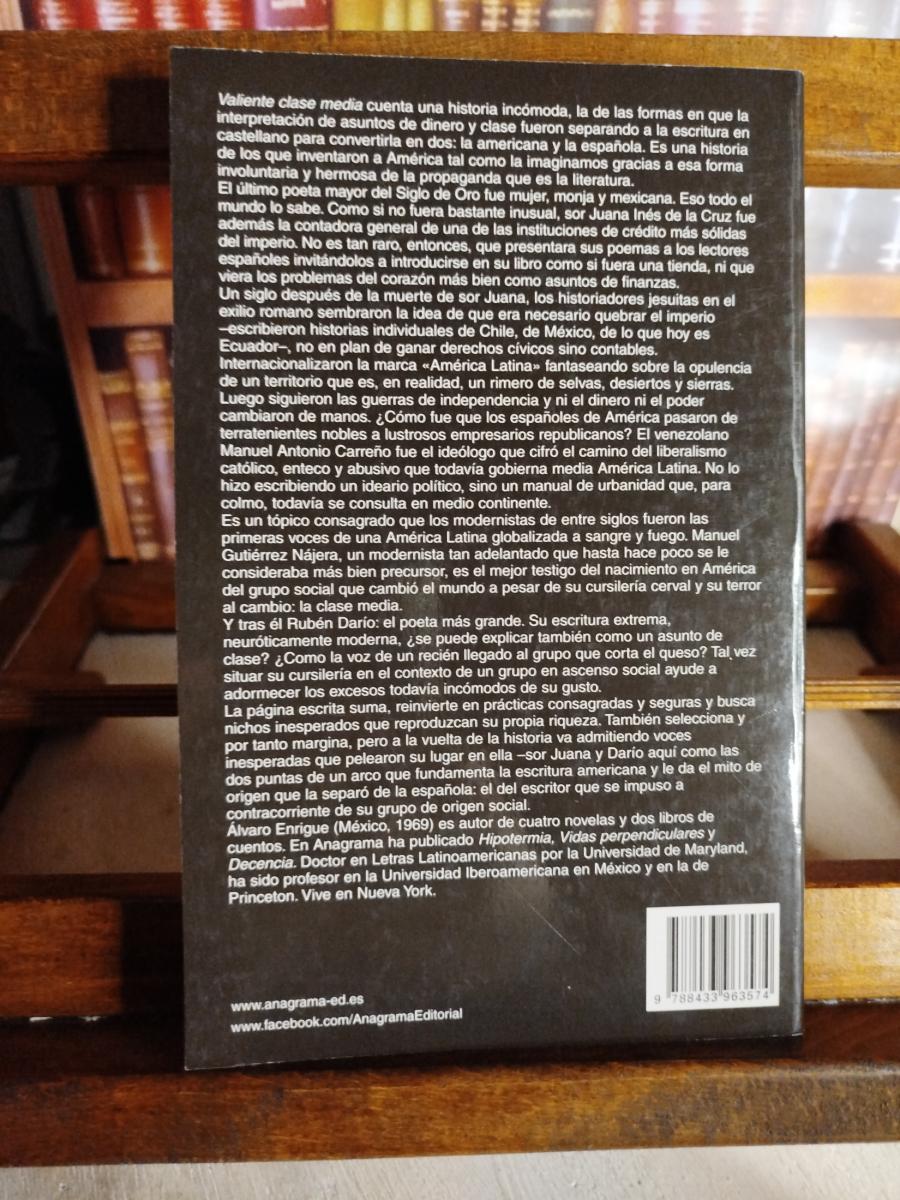 Valiente clase media cuenta una historia incómoda, la de las formas en que la
interpretación de asuntos de dinero y clase fueron separando a la escritura en
castellano para convertirla en dos: la americana y la española. Es una historia
de los que inventaron a América tal como la imaginamos gracias a esa forma
involuntaria y hermosa de la propaganda que es la literatura.
El último poeta mayor del Siglo de Oro fue mujer, monja y mexicana. Eso todo el
mundo lo sabe. Como si no fuera bastante inusual, sor Juana Inés de la Cruz fue
además la contadora general de una de las instituciones de crédito más sólidas
del imperio. No es tan raro, entonces, que presentara sus poemas a los lectores
españoles invitándolos a introducirse en su libro como si fuera una tienda, ni que
viera los problemas del corazón más bien como asuntos de finanzas.
Un siglo después de la muerte de sor Juana, los historiadores jesuitas en el
exilio romano sembraron la idea de que era necesario quebrar el imperio
–escribieron historias individuales de Chile, de México, de lo que hoy es
Ecuador–, no en plan de ganar derechos cívicos sino contables.
Internacionalizaron la marca «América Latina» fantaseando sobre la opulencia
de un territorio que es, en realidad, un rimero de selvas, desiertos y sierras.
Luego siguieron las guerras de independencia y ni el dinero ni el poder
cambiaron de manos. ¿Cómo fue que los españoles de América pasaron de
terratenientes nobles a lustrosos empresarios republicanos? El venezolano
Manuel Antonio Carreño fue el ideólogo que cifró el camino del liberalismo
católico, enteco y abusivo que todavía gobierna media América Latina. No lo
hizo escribiendo un ideario político, sino un manual de urbanidad que, para
colmo, todavía se consulta en medio continente.
Es un tópico consagrado que los modernistas de entre siglos fueron las
primeras voces de una América Latina globalizada a sangre y fuego. Manuel
Gutiérrez Nájera, un modernista tan adelantado que hasta hace poco se le
consideraba más bien precursor, es el mejor testigo del nacimiento en América
del grupo social que cambió el mundo a pesar de su cursilería cerval y su terror
al cambio: la clase media.
Y tras él Rubén Darío: el poeta más grande. Su escritura extrema,
neuróticamente moderna, ¿se puede explicar también como un asunto de
clase? ¿Como la voz de un recién llegado al grupo que corta el queso? Tal vez
situar su cursilería en el contexto de un grupo en ascenso social ayude a
adormecer los excesos todavía incómodos de su gusto.
La página escrita suma, reinvierte en prácticas consagradas y seguras y busca
nichos inesperados que reproduzcan su propia riqueza. También selecciona y
por tanto margina, pero a la vuelta de la historia va admitiendo voces
inesperadas que pelearon su lugar en ella –sor Juana y Darío aquí como las
dos puntas de un arco que fundamenta la escritura americana y le da el mito de
origen que la separó de la española: el del escritor que se impuso a
contracorriente de su grupo de origen social.
Álvaro Enrigue (México, 1969) es autor de cuatro novelas y dos libros de
cuentos. En Anagrama ha publicado Hipotermia, Vidas perpendiculares y
Decencia. Doctor en Letras Latinoamericanas por la Universidad de Maryland,
ha sido profesor en la Universidad Iberoamericana en México y en la de
Princeton. Vive en Nueva York.
www.anagrama-ed.es
www.facebook.com/AnagramaEditorial
9 788433 963574